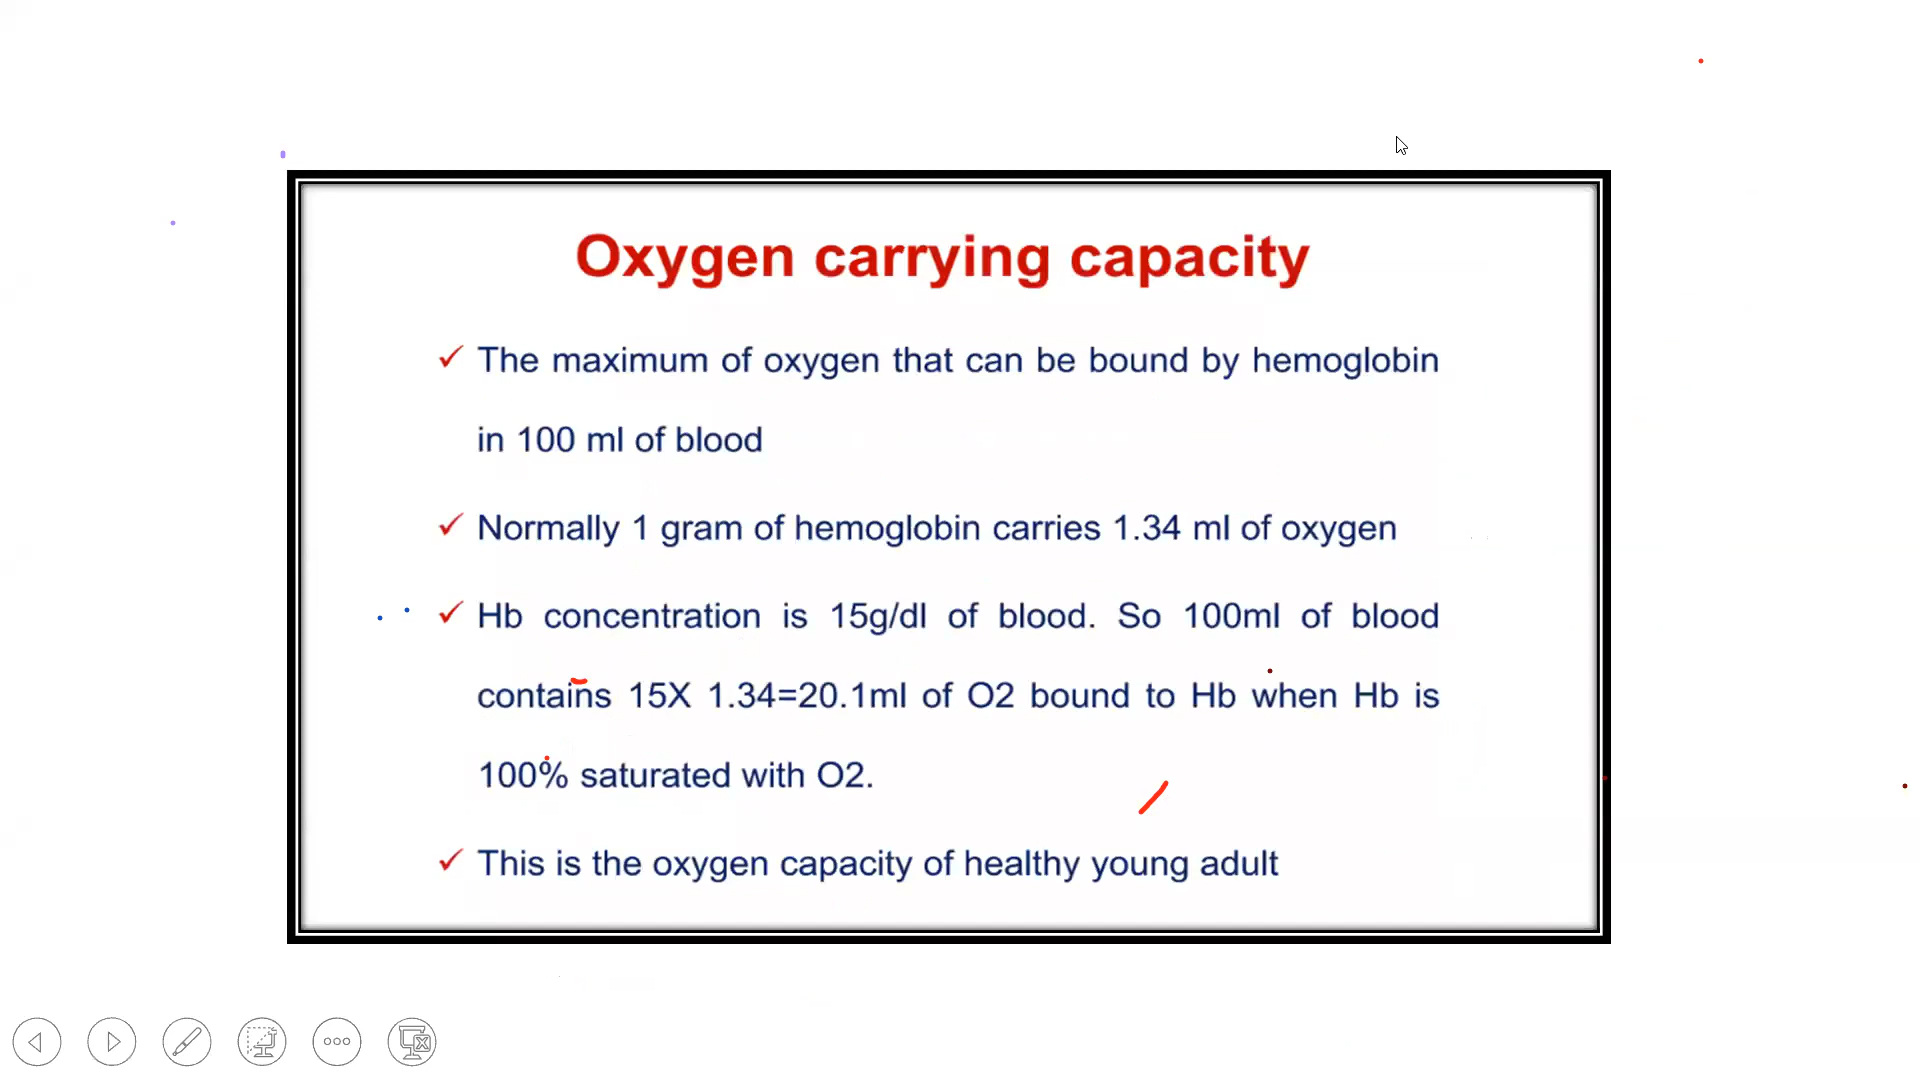 Oxygen carrying capacity
✓ The maximum of oxygen that can be bound by hemoglobin
in 100 ml of blood
✓ Normally 1 gram of hemoglobin carries 1.34 ml of oxygen
✓ Hb concentration is 15g/dl of blood. So 100ml of blood
contains 15X 1.34=20.1ml of O2 bound to Hb when Hb is
100% saturated with O2.
✓ This is the oxygen capacity of healthy young adult